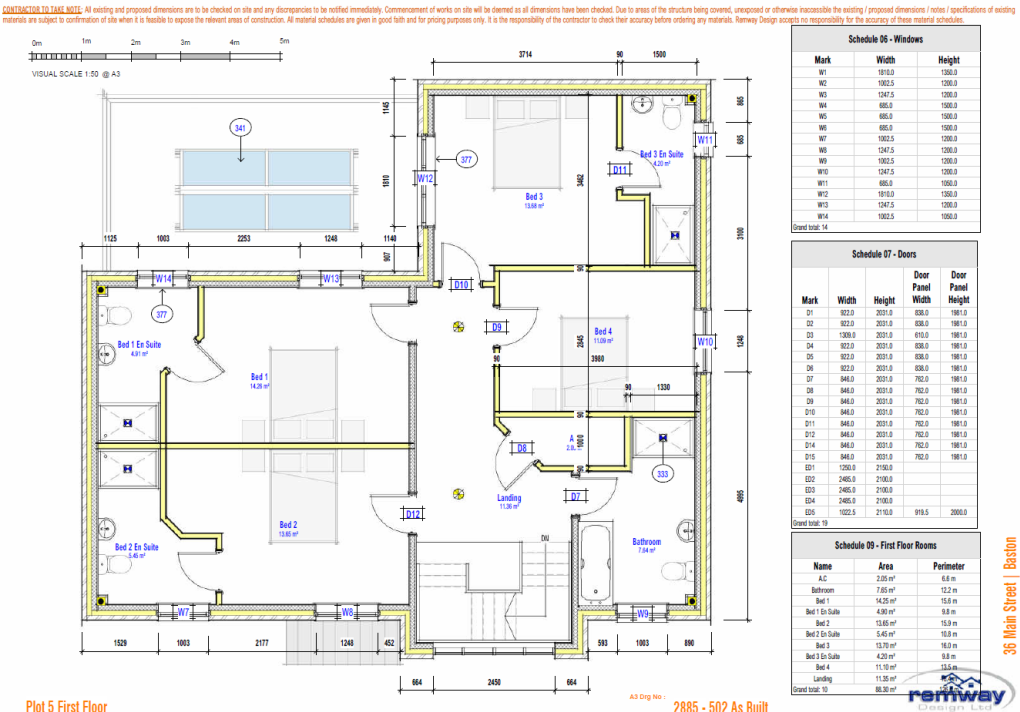 CONTRACTOR TO TAKE NOTE: All existing and proposed dimensions are to be checked on site and any discrepancies to be notified immediately. Commencement of works on site will be deemed as all dimensions have been checked. Due to areas of the structure being covered, unexposed or otherwise inaccessible the existing / proposed dimensions / notes / specifications of existing
materials are subject to confirmation of site when it is feasible to expose the relevant areas of construction. All material schedules are given in good faith and for pricing purposes only. It is the responsibility of the contractor to check their accuracy before ordering any materials. Remway Design accepts no responsibility for the accuracy of these material schedules.
0m 1m 2m 3m 4m 5m
VISUAL SCALE 1:50 @ A3
3714 90 1500
1145
865
341
377
W12
1810
Bed 3
13.68 m²
3462
D11
Bed 3 En Suite
4.20 m²
W11
685
1125 1003 2253 1248 1140
907
3100
W14
W13
D10
90
377
Bed 1 En Suite
4.91 m²
D9
Bed 4
11.09 m²
2845
W10
1248
90 3980
Bed 1
14.26 m²
90 1330
90
D8
A
1000
333
90
D7
Landing
11.36 m²
4895
D12
Bed 2
13.65 m²
Bed 2 En Suite
5.45 m²
DN
Bathroom
7.64 m²
W7
W8
W9
1529 1003 2177 1248 452
593 1003 890
664 2450 664
Schedule 06 - Windows
Mark Width Height
W1 1810.0 1350.0
W2 1002.5 1200.0
W3 1247.5 1200.0
W4 685.0 1500.0
W5 685.0 1500.0
W6 685.0 1500.0
W7 1002.5 1200.0
W8 1247.5 1200.0
W9 1002.5 1200.0
W10 1247.5 1200.0
W11 685.0 1050.0
W12 1810.0 1350.0
W13 1247.5 1200.0
W14 1002.5 1050.0
Grand total: 14
Schedule 07 - Doors
Mark Width Height Door Panel Width Door Panel Height
D1 922.0 2031.0 838.0 1981.0
D2 922.0 2031.0 838.0 1981.0
D3 1309.0 2031.0 610.0 1981.0
D4 922.0 2031.0 838.0 1981.0
D5 922.0 2031.0 838.0 1981.0
D6 922.0 2031.0 838.0 1981.0
D7 846.0 2031.0 762.0 1981.0
D8 846.0 2031.0 762.0 1981.0
D9 846.0 2031.0 762.0 1981.0
D10 846.0 2031.0 762.0 1981.0
D11 846.0 2031.0 762.0 1981.0
D12 846.0 2031.0 762.0 1981.0
D14 846.0 2031.0 762.0 1981.0
D15 846.0 2031.0 762.0 1981.0
ED1 1250.0 2150.0
ED2 2485.0 2100.0
ED3 2485.0 2100.0
ED4 2485.0 2100.0
ED5 1022.5 2110.0 919.5 2000.0
Grand total: 19
Schedule 09 - First Floor Rooms
Name Area Perimeter
A.C 2.05 m² 6.6 m
Bathroom 7.65 m² 12.2 m
Bed 1 14.25 m² 15.6 m
Bed 1 En Suite 4.90 m² 9.8 m
Bed 2 13.65 m² 15.9 m
Bed 2 En Suite 5.45 m² 10.8 m
Bed 3 13.70 m² 16.0 m
Bed 3 En Suite 4.20 m² 9.8 m
Bed 4 11.10 m² 13.5 m
Landing 11.35 m²
Grand total: 10 88.30 m²
remway
Design Ltd
36 Main Street | Baston
A3 Drg No :
Plot 5 First Floor
2885 - 502 As Built